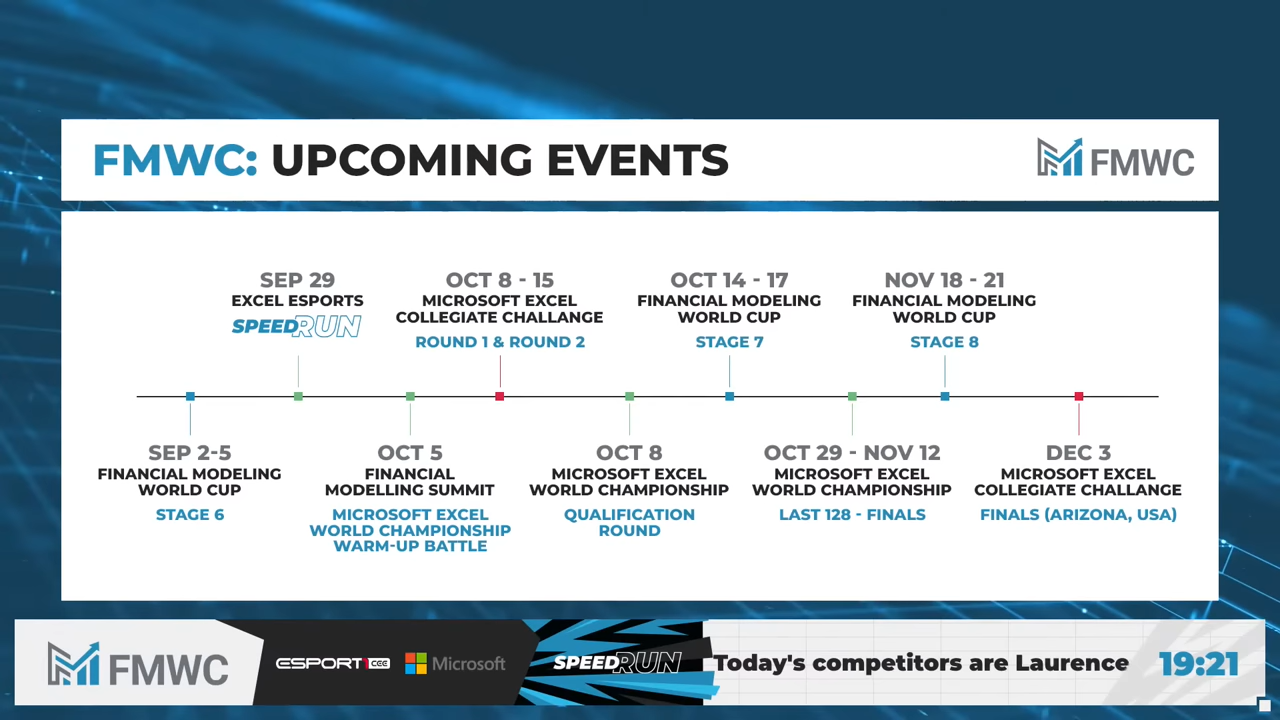 FMWC: UPCOMING EVENTS
FMWC
SEP 29
EXCEL ESPORTS
SPEEDRUN
OCT 8 - 15
MICROSOFT EXCEL
COLLEGIATE CHALLANGE
ROUND 1 & ROUND 2
OCT 14 - 17
FINANCIAL MODELING
WORLD CUP
STAGE 7
NOV 18 - 21
FINANCIAL MODELING
WORLD CUP
STAGE 8
SEP 2-5
FINANCIAL MODELING
WORLD CUP
STAGE 6
OCT 5
FINANCIAL
MODELLING SUMMIT
MICROSOFT EXCEL
WORLD CHAMPIONSHIP
WARM-UP BATTLE
OCT 8
MICROSOFT EXCEL
WORLD CHAMPIONSHIP
QUALIFICATION
ROUND
OCT 29 - NOV 12
MICROSOFT EXCEL
WORLD CHAMPIONSHIP
LAST 128 - FINALS
DEC 3
MICROSOFT EXCEL
COLLEGIATE CHALLANGE
FINALS (ARIZONA, USA)
FMWC
ESPORT1 CEE
Microsoft
SPEEDRUN
Today's competitors are Laurence
19:21